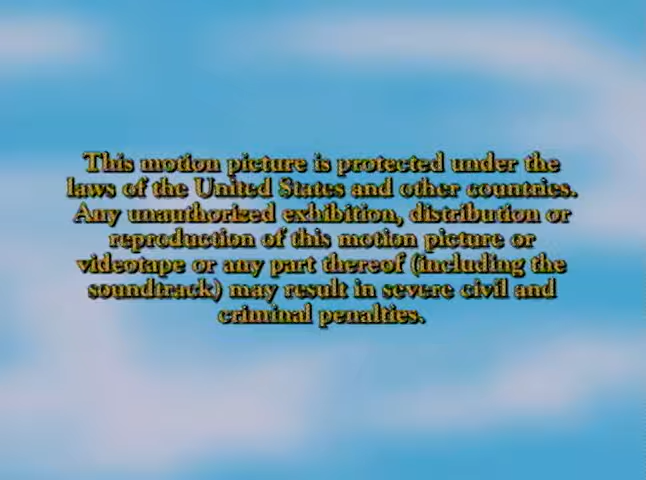 This motion picture is protected under the
laws of the United States and other countries.
Any unauthorized exhibition, distribution or
reproduction of this motion picture or
videotape or any part thereof (including the
soundtrack) may result in severe civil and
criminal penalties.